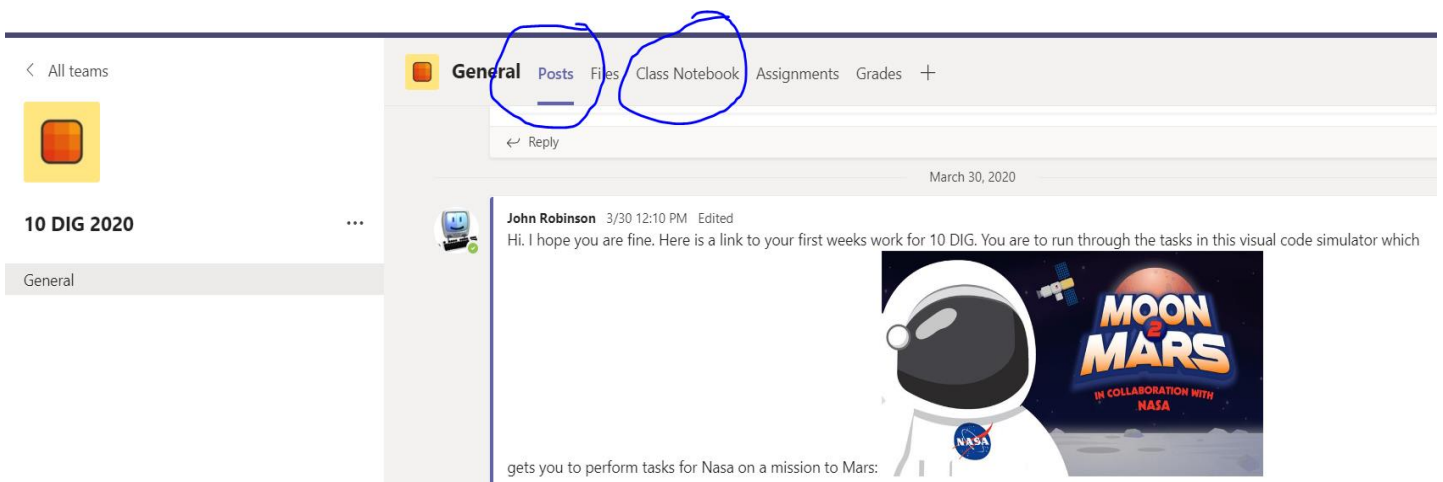 All teams
General Posts Files Class Notebook Assignments Grades +
Reply
March 30, 2020
10 DIG 2020 ...
John Robinson 3/30 12:10 PM Edited
Hi. I hope you are fine. Here is a link to your first weeks work for 10 DIG. You are to run through the tasks in this visual code simulator which
General
MOON
2
MARS
IN COLLABORATION WITH
NASA
NASA
gets you to perform tasks for Nasa on a mission to Mars: